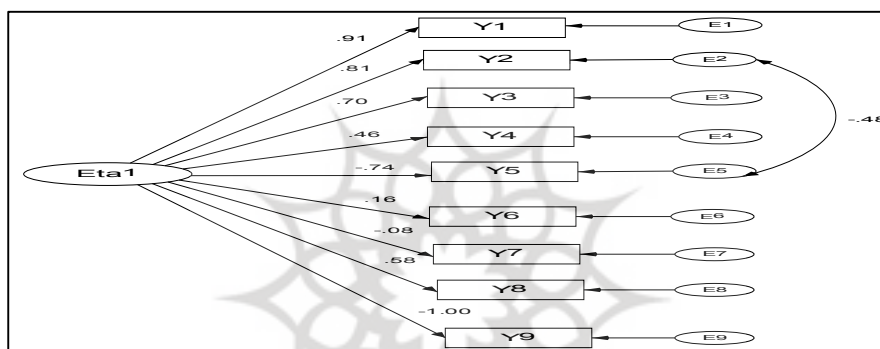 Y1
E1
.91
Y2
E2
.81
Y3
E3
.70
Y4
E4
-.48
.46
Eta1
Y5
E5
-.74
.16
Y6
E6
-.08
Y7
E7
.58
Y8
E8
-1.00
Y9
E9